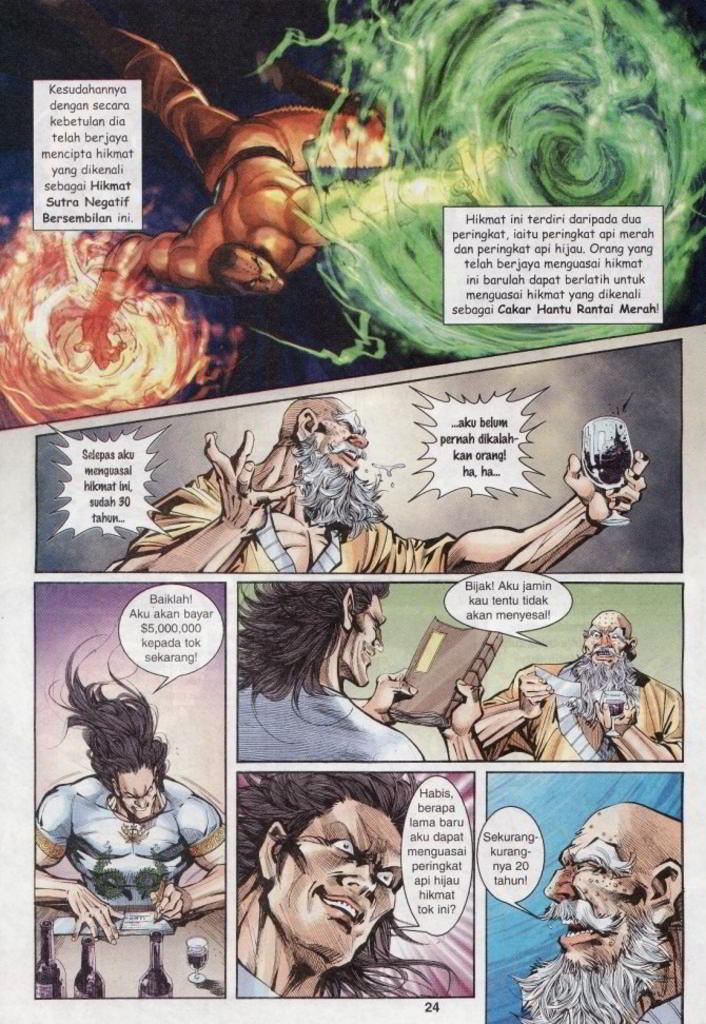 Kesudahannya
dengan secara
kebetulan dia
telah berjaya
mencipta hikmat
yang dikenali
sebagai Hikmat
Sutra Negatif
Bersembilan ini.
Hikmat ini terdiri daripada dua
peringkat, iaitu peringkat api merah
dan peringkat api hijau. Orang yang
telah berjaya menguasai hikmat
ini barulah dapat berlatih untuk
menguasai hikmat yang dikenali
sebagai Cakar Hantu Rantai Merah!
Selepas aku
menguasai
hikmat ini,
sudah 30
tahun...
...aku belum
pernah dikalah-
kan orang!
ha, ha...
Baiklah!
Aku akan bayar
$5,000,000
kepada tok
sekarang!
Bijak! Aku jamin
kau tentu tidak
akan menyesal!
Habis,
berapa
lama baru
aku dapat
menguasai
peringkat
api hijau
hikmat
tok ini?
Sekurang-
kurang-
nya 20
tahun!
24